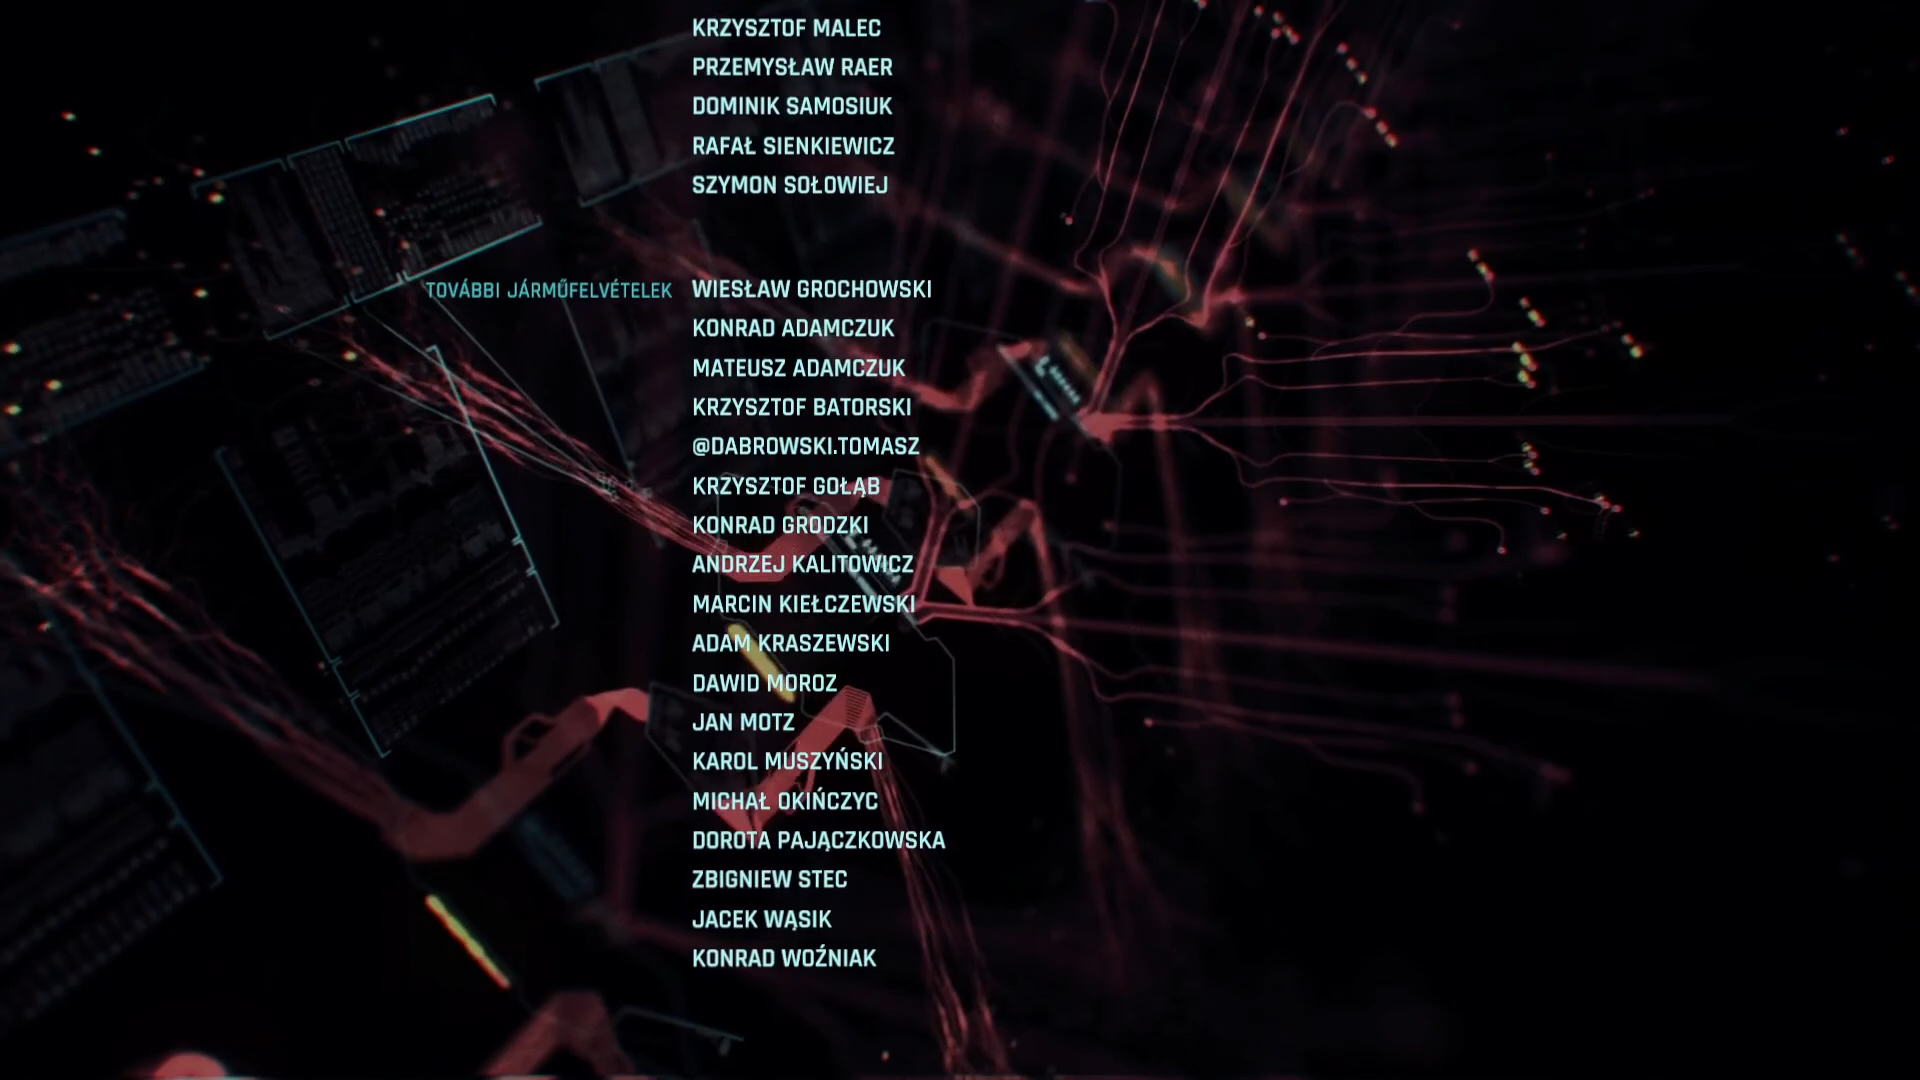 KRZYSZTOF MALEC
PRZEMYSŁAW RAER
DOMINIK SAMOSIUK
RAFAŁ SIENKIEWICZ
SZYMON SOŁOWIEJ
TOVÁBBI JÁRMŰFELVÉTELEK WIESŁAW GROCHOWSKI
KONRAD ADAMCZUK
MATEUSZ ADAMCZUK
KRZYSZTOF BATORSKI
@DABROWSKI.TOMASZ
KRZYSZTOF GOŁĄB
KONRAD GRODZKI
ANDRZEJ KALITOWICZ
MARCIN KIEŁCZEWSKI
ADAM KRASZEWSKI
DAWID MOROZ
JAN MOTZ
KAROL MUSZYŃSKI
MICHAŁ OKIŃCZYC
DOROTA PAJĄCZKOWSKA
ZBIGNIEW STEC
JACEK WĄSIK
KONRAD WOŹNIAK